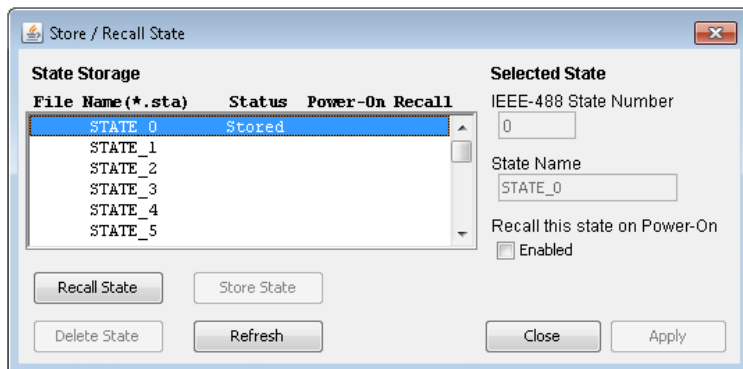 Store / Recall State
State Storage
File Name(*.sta) Status Power-On Recall
STATE_0 Stored
STATE_1
STATE_2
STATE_3
STATE_4
STATE_5
Recall State Store State
Delete State Refresh
Selected State
IEEE-488 State Number
0
State Name
STATE_0
Recall this state on Power-On
Enabled
Close Apply